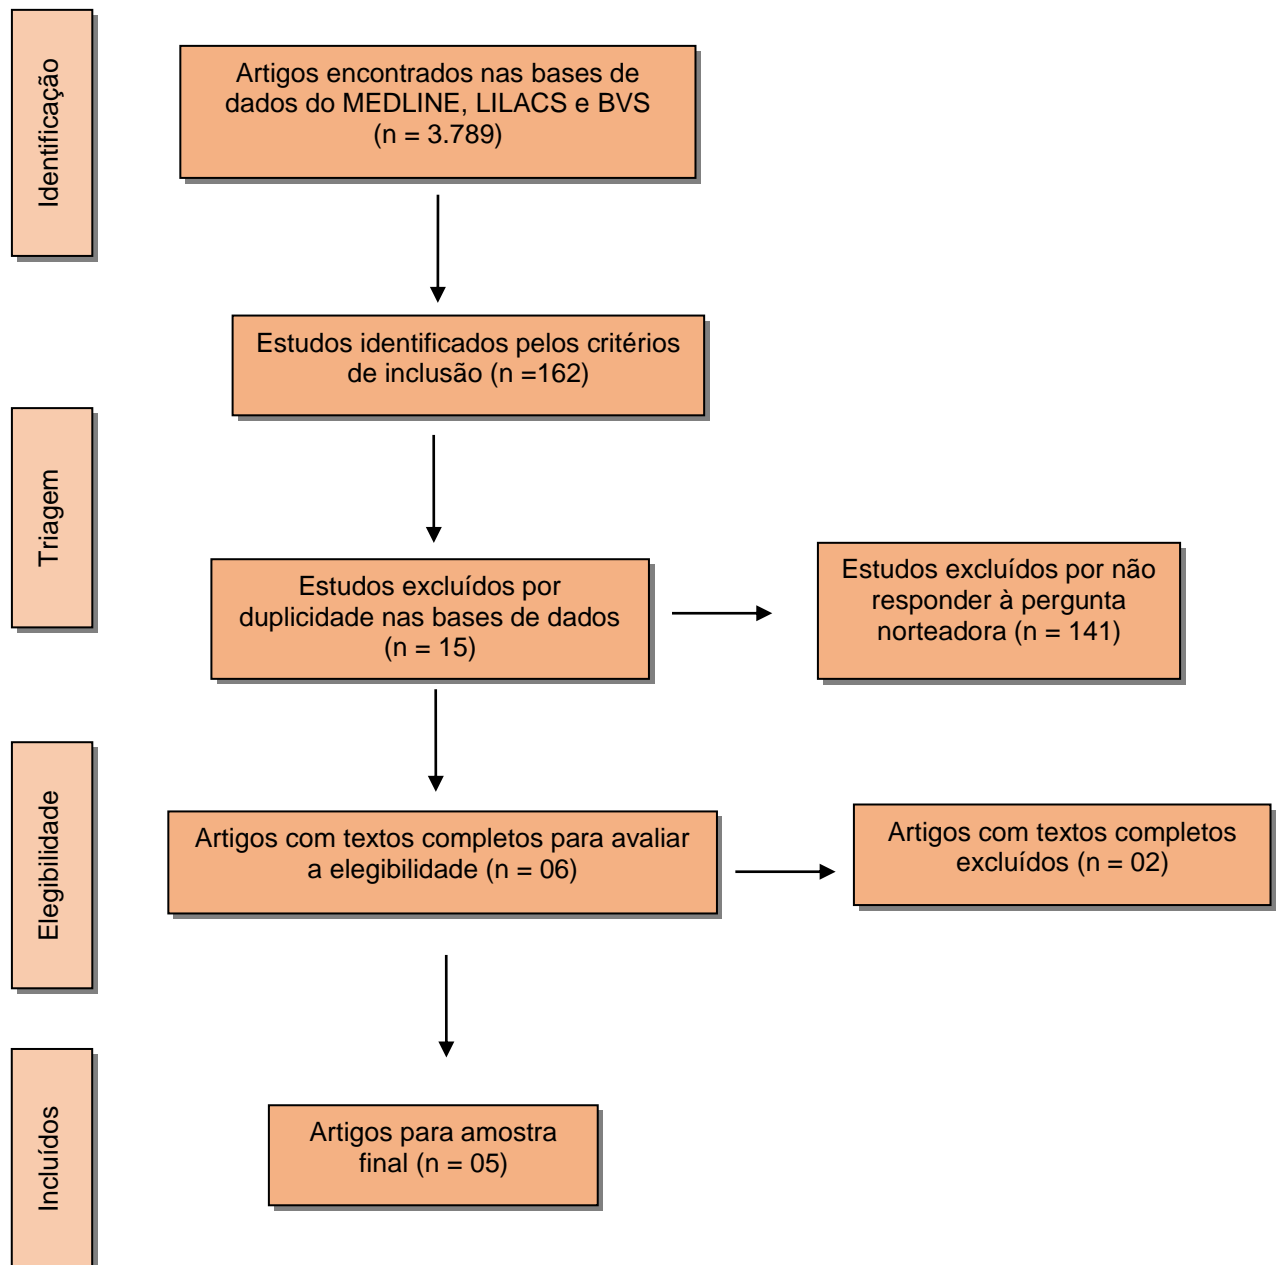 Identificação
Artigos encontrados nas bases de
dados do MEDLINE, LILACS e BVS
(n = 3.789)
Estudos identificados pelos critérios
de inclusão (n =162)
Triagem
Estudos excluídos por
duplicidade nas bases de dados
(n = 15)
Estudos excluídos por não
responder à pergunta
norteadora (n = 141)
Elegibilidade
Artigos com textos completos para avaliar
a elegibilidade (n = 06)
Artigos com textos completos
excluídos (n = 02)
Incluídos
Artigos para amostra
final (n = 05)